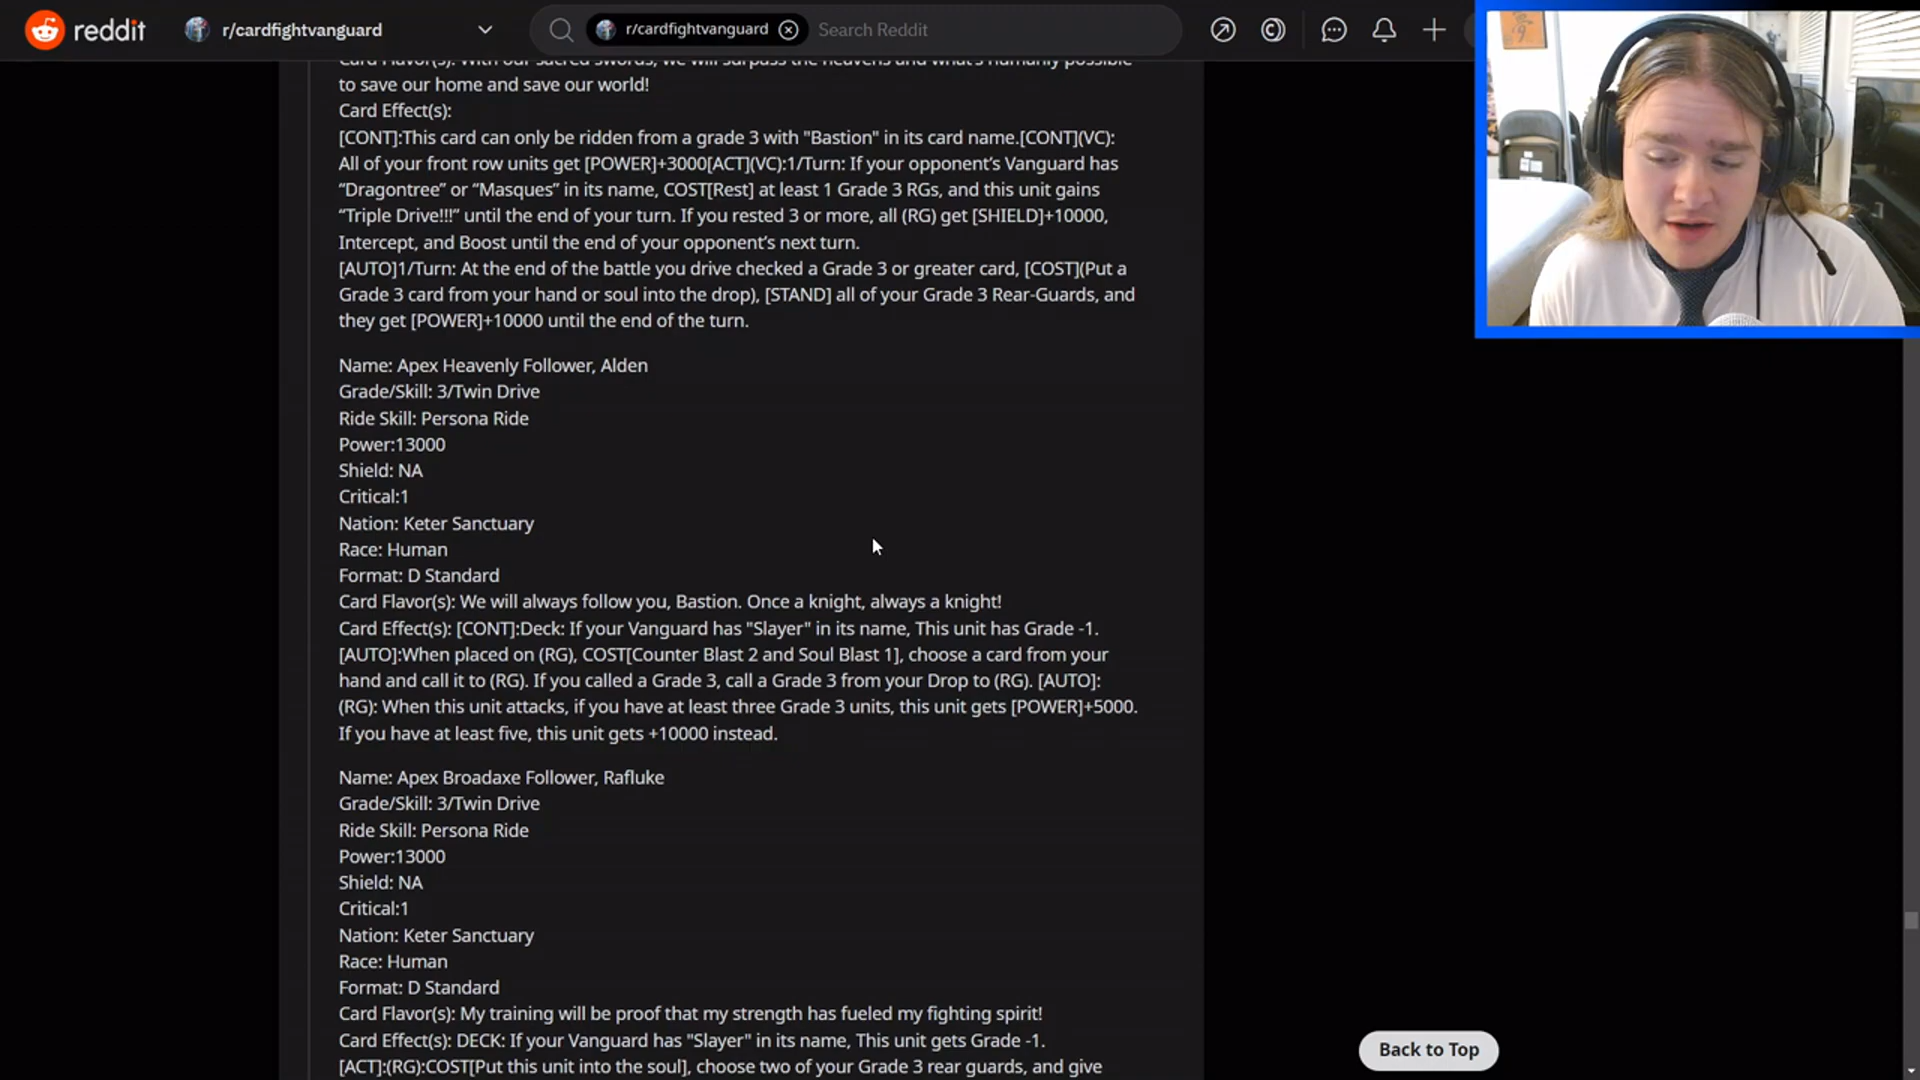 reddit
r/cardfightvanguard
r/cardfightvanguard
Search Reddit
Card Flavor(s): With our sacred swords, we will surpass the heavens and what's humanly possible
to save our home and save our world!
Card Effect(s):
[CONT]:This card can only be ridden from a grade 3 with "Bastion" in its card name.[CONT](VC):
All of your front row units get [POWER]+3000[ACT](VC):1/Turn: If your opponent's Vanguard has
“Dragontree” or “Masques” in its name, COST[Rest] at least 1 Grade 3 RGs, and this unit gains
“Triple Drive!!!” until the end of your turn. If you rested 3 or more, all (RG) get [SHIELD]+10000,
Intercept, and Boost until the end of your opponent's next turn.
[AUTO]1/Turn: At the end of the battle you drive checked a Grade 3 or greater card, [COST](Put a
Grade 3 card from your hand or soul into the drop), [STAND] all of your Grade 3 Rear-Guards, and
they get [POWER]+10000 until the end of the turn.
Name: Apex Heavenly Follower, Alden
Grade/Skill: 3/Twin Drive
Ride Skill: Persona Ride
Power:13000
Shield: NA
Critical:1
Nation: Keter Sanctuary
Race: Human
Format: D Standard
Card Flavor(s): We will always follow you, Bastion. Once a knight, always a knight!
Card Effect(s): [CONT]:Deck: If your Vanguard has "Slayer" in its name, This unit has Grade -1.
[AUTO]:When placed on (RG), COST[Counter Blast 2 and Soul Blast 1], choose a card from your
hand and call it to (RG). If you called a Grade 3, call a Grade 3 from your Drop to (RG). [AUTO]:
(RG): When this unit attacks, if you have at least three Grade 3 units, this unit gets [POWER]+5000.
If you have at least five, this unit gets +10000 instead.
Name: Apex Broadaxe Follower, Rafluke
Grade/Skill: 3/Twin Drive
Ride Skill: Persona Ride
Power:13000
Shield: NA
Critical:1
Nation: Keter Sanctuary
Race: Human
Format: D Standard
Card Flavor(s): My training will be proof that my strength has fueled my fighting spirit!
Card Effect(s): DECK: If your Vanguard has "Slayer" in its name, This unit gets Grade -1.
[ACT]:(RG):COST[Put this unit into the soul], choose two of your Grade 3 rear guards, and give
Back to Top